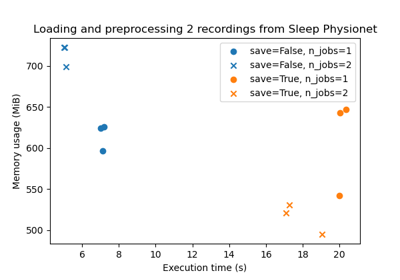 Loading and preprocessing 2 recordings from Sleep Physionet
save=False, n_jobs=1
save=False, n_jobs=2
save=True, n_jobs=1
save=True, n_jobs=2
Memory usage (MiB)
700
650
600
550
500
6 8 10 12 14 16 18 20
Execution time (s)